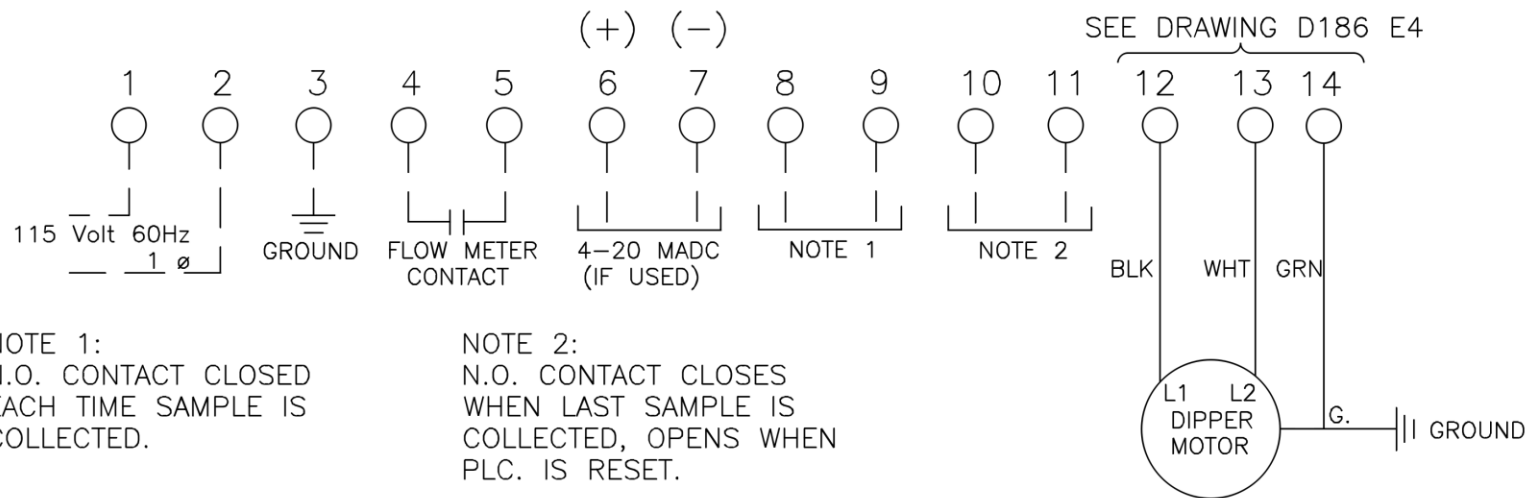 (+) (−)
SEE DRAWING D186 E4
1 2 3 4 5 6 7 8 9 10 11 12 13 14
115 Volt 60Hz
1 ø
GROUND
FLOW METER
CONTACT
4−20 MADC
(IF USED)
NOTE 1
NOTE 2
BLK WHT GRN
NOTE 1:
N.O. CONTACT CLOSED
EACH TIME SAMPLE IS
COLLECTED.
NOTE 2:
N.O. CONTACT CLOSES
WHEN LAST SAMPLE IS
COLLECTED, OPENS WHEN
PLC. IS RESET.
L1 L2
DIPPER
MOTOR
G.
GROUND